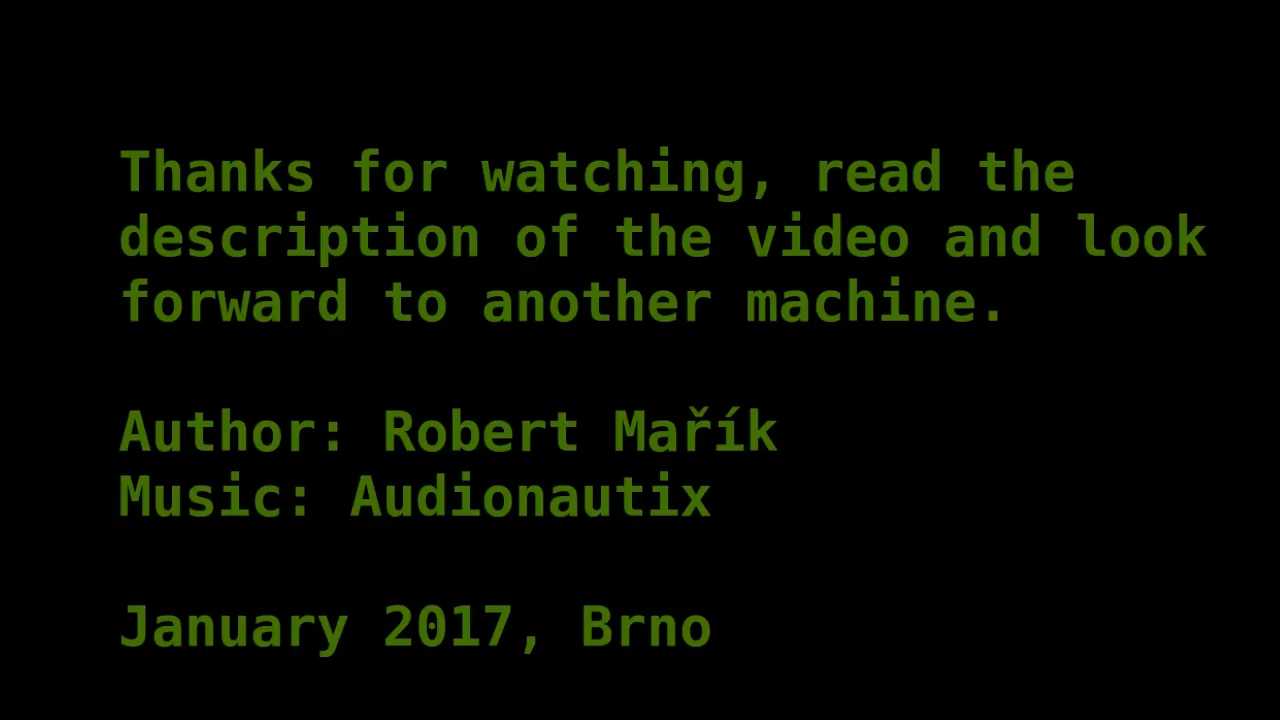 Thanks for watching, read the
description of the video and look
forward to another machine.
Author: Robert Mařík
Music: Audionautix
January 2017, Brno